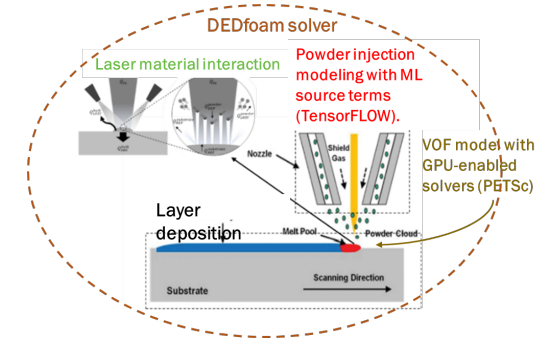 DEDfoam solver
Laser material interaction
Powder injection
modeling with ML
source terms
(TensorFLOW).
VOF model with
GPU-enabled
solvers (PETSc)
Nozzle
Shield
Gas
Layer
deposition
Melt Pool
Powder Cloud
Scanning Direction
Substrate